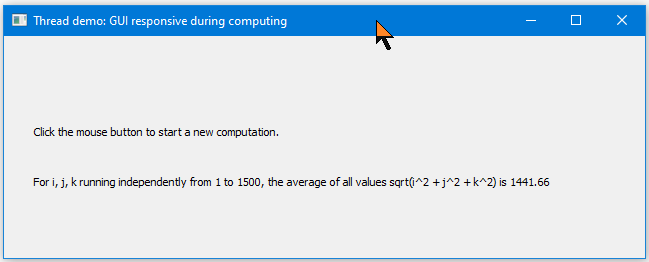 Thread demo: GUI responsive during computing
Click the mouse button to start a new computation.
For i, j, k running independently from 1 to 1500, the average of all values sqrt(i^2 + j^2 + k^2) is 1441.66